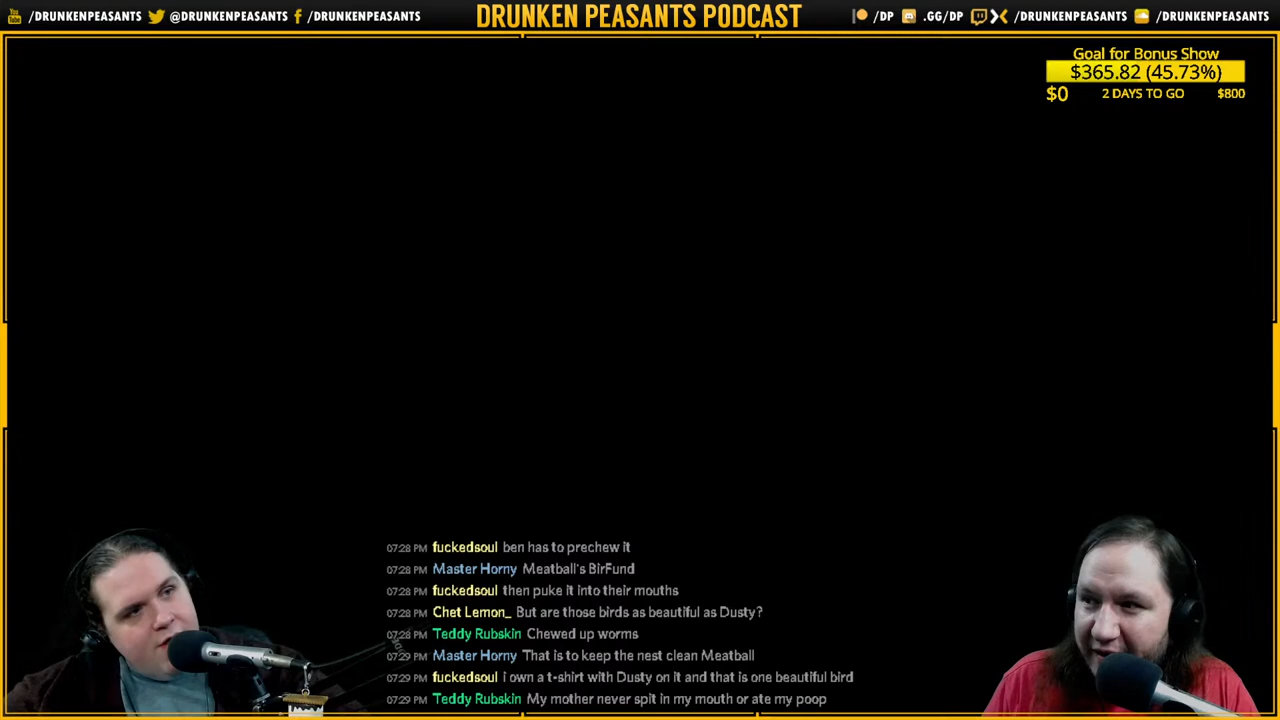 /DRUNKENPEASANTS @DRUNKENPEASANTS /DRUNKENPEASANTS DRUNKEN PEASANTS PODCAST /DP .GG/DP /DRUNKENPEASANTS /DRUNKENPEASANTS
Goal for Bonus Show
$365.82 (45.73%)
$0 2 DAYS TO GO $800
07:28 PM fuckedsoul ben has to prechew it
07:28 PM Master Horny Meatball's BirFund
07:28 PM fuckedsoul then puke it into their mouths
07:28 PM Chet Lemon_ But are those birds as beautiful as Dusty?
07:28 PM Teddy Rubskin Chewed up worms
07:29 PM Master Horny That is to keep the nest clean Meatball
07:29 PM fuckedsoul i own a t-shirt with Dusty on it and that is one beautiful bird
07:29 PM Teddy Rubskin My mother never spit in my mouth or ate my poop